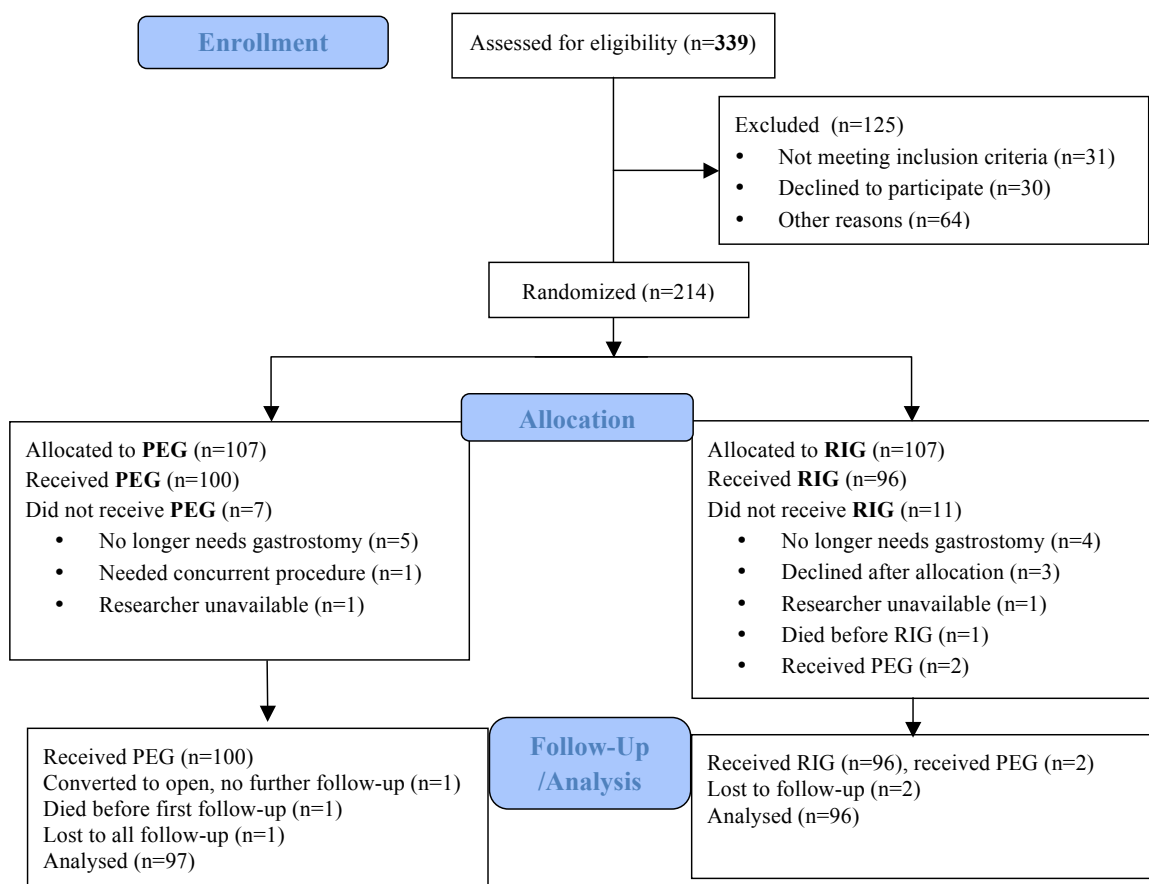 Enrollment
Assessed for eligibility (n=339)
Excluded (n=125)
• Not meeting inclusion criteria (n=31)
• Declined to participate (n=30)
• Other reasons (n=64)
Randomized (n=214)
Allocation
Allocated to PEG (n=107)
Received PEG (n=100)
Did not receive PEG (n=7)
• No longer needs gastrostomy (n=5)
• Needed concurrent procedure (n=1)
• Researcher unavailable (n=1)
Allocated to RIG (n=107)
Received RIG (n=96)
Did not receive RIG (n=11)
• No longer needs gastrostomy (n=4)
• Declined after allocation (n=3)
• Researcher unavailable (n=1)
• Died before RIG (n=1)
• Received PEG (n=2)
Follow-Up
/Analysis
Received PEG (n=100)
Converted to open, no further follow-up (n=1)
Died before first follow-up (n=1)
Lost to all follow-up (n=1)
Analysed (n=97)
Received RIG (n=96), received PEG (n=2)
Lost to follow-up (n=2)
Analysed (n=96)